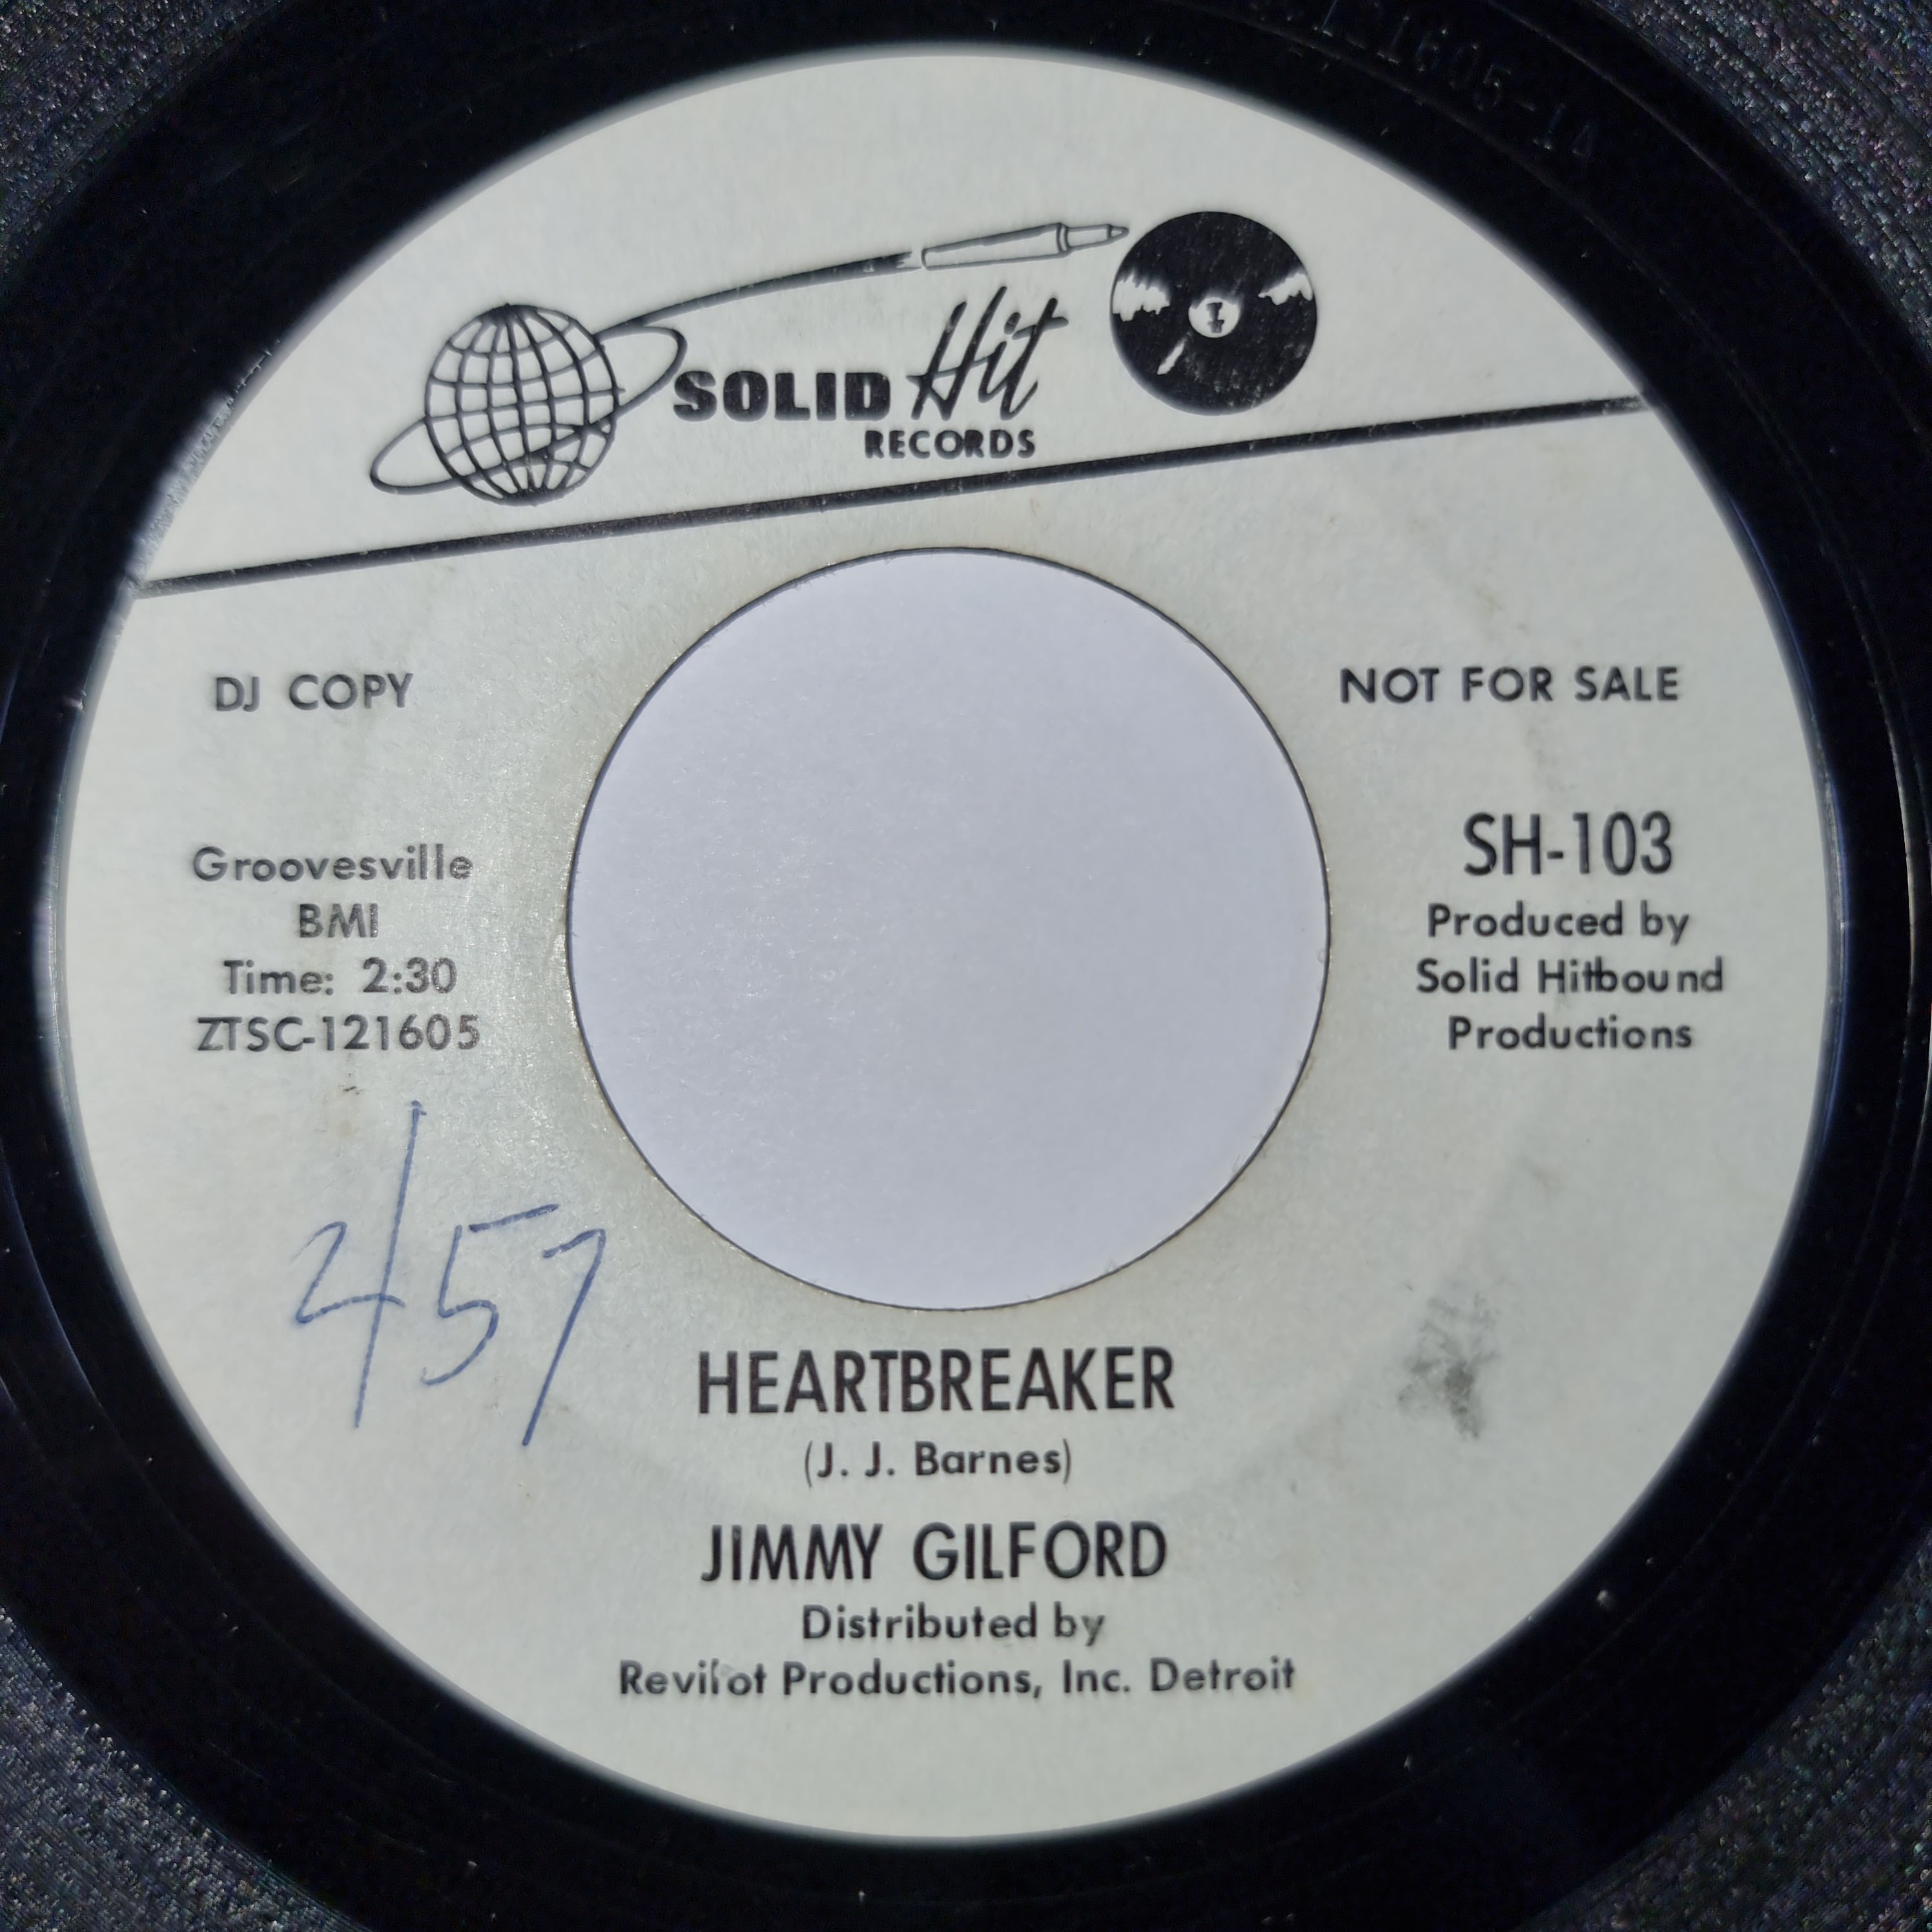 SOLID Hit
RECORDS
DJ COPY
NOT FOR SALE
Groovesville
BMI
Time: 2:30
ZTSC-121605
SH-103
Produced by
Solid Hitbound
Productions
2/57
HEARTBREAKER
(J. J. Barnes)
JIMMY GILFORD
Distributed by
Revilot Productions, Inc. Detroit